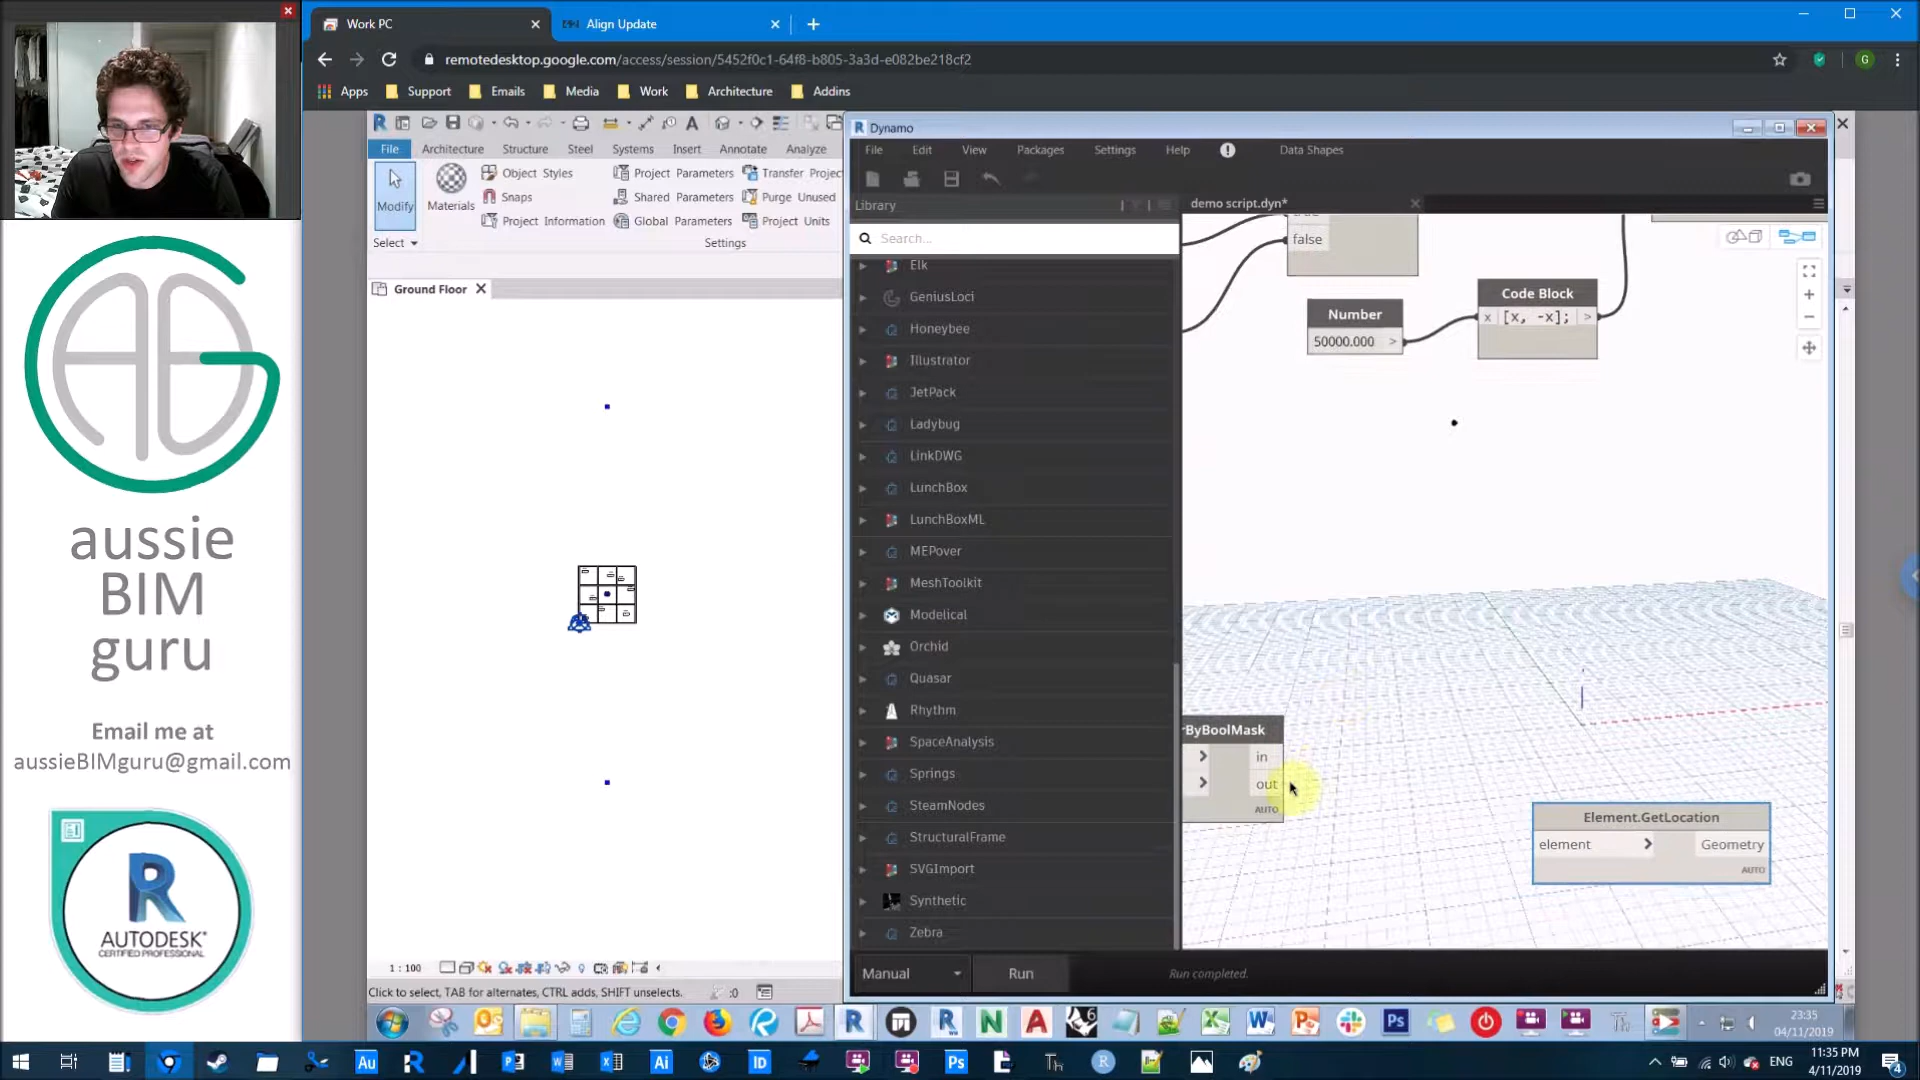 Work PC
Align Update
remotedesktop.google.com/access/session/5452f0c1-64f8-b805-3a3d-e082be218cf2
G
Apps Support Emails Media Work Architecture Addins
aussie
BIM
guru
Email me at
aussieBIMguru@gmail.com
R
AUTODESK®
CERTIFIED PROFESSIONAL
File Architecture Structure Steel Systems Insert Annotate Analyze
Modify
Materials
Object Styles
Snaps
Project Information
Project Parameters
Shared Parameters
Global Parameters
Transfer Projec
Purge Unused
Project Units
Select
Settings
Ground Floor
1 : 100
Click to select, TAB for alternates, CTRL adds, SHIFT unselects.
:0
Dynamo
File Edit View Packages Settings Help Data Shapes
Library
demo script.dyn*
Search...
Elk
GeniusLoci
Honeybee
Illustrator
JetPack
Ladybug
LinkDWG
LunchBox
LunchBoxML
MEPover
MeshToolkit
Modelical
Orchid
Quasar
Rhythm
SpaceAnalysis
Springs
SteamNodes
StructuralFrame
SVGImport
Synthetic
Zebra
false
Number
50000.000 >
Code Block
x [x, -x]; >
rByBoolMask
in
out
AUTO
Element.GetLocation
element > Geometry
AUTO
Manual
Run
Run completed.
23:35
04/11/2019
ENG
11:35 PM
4/11/2019